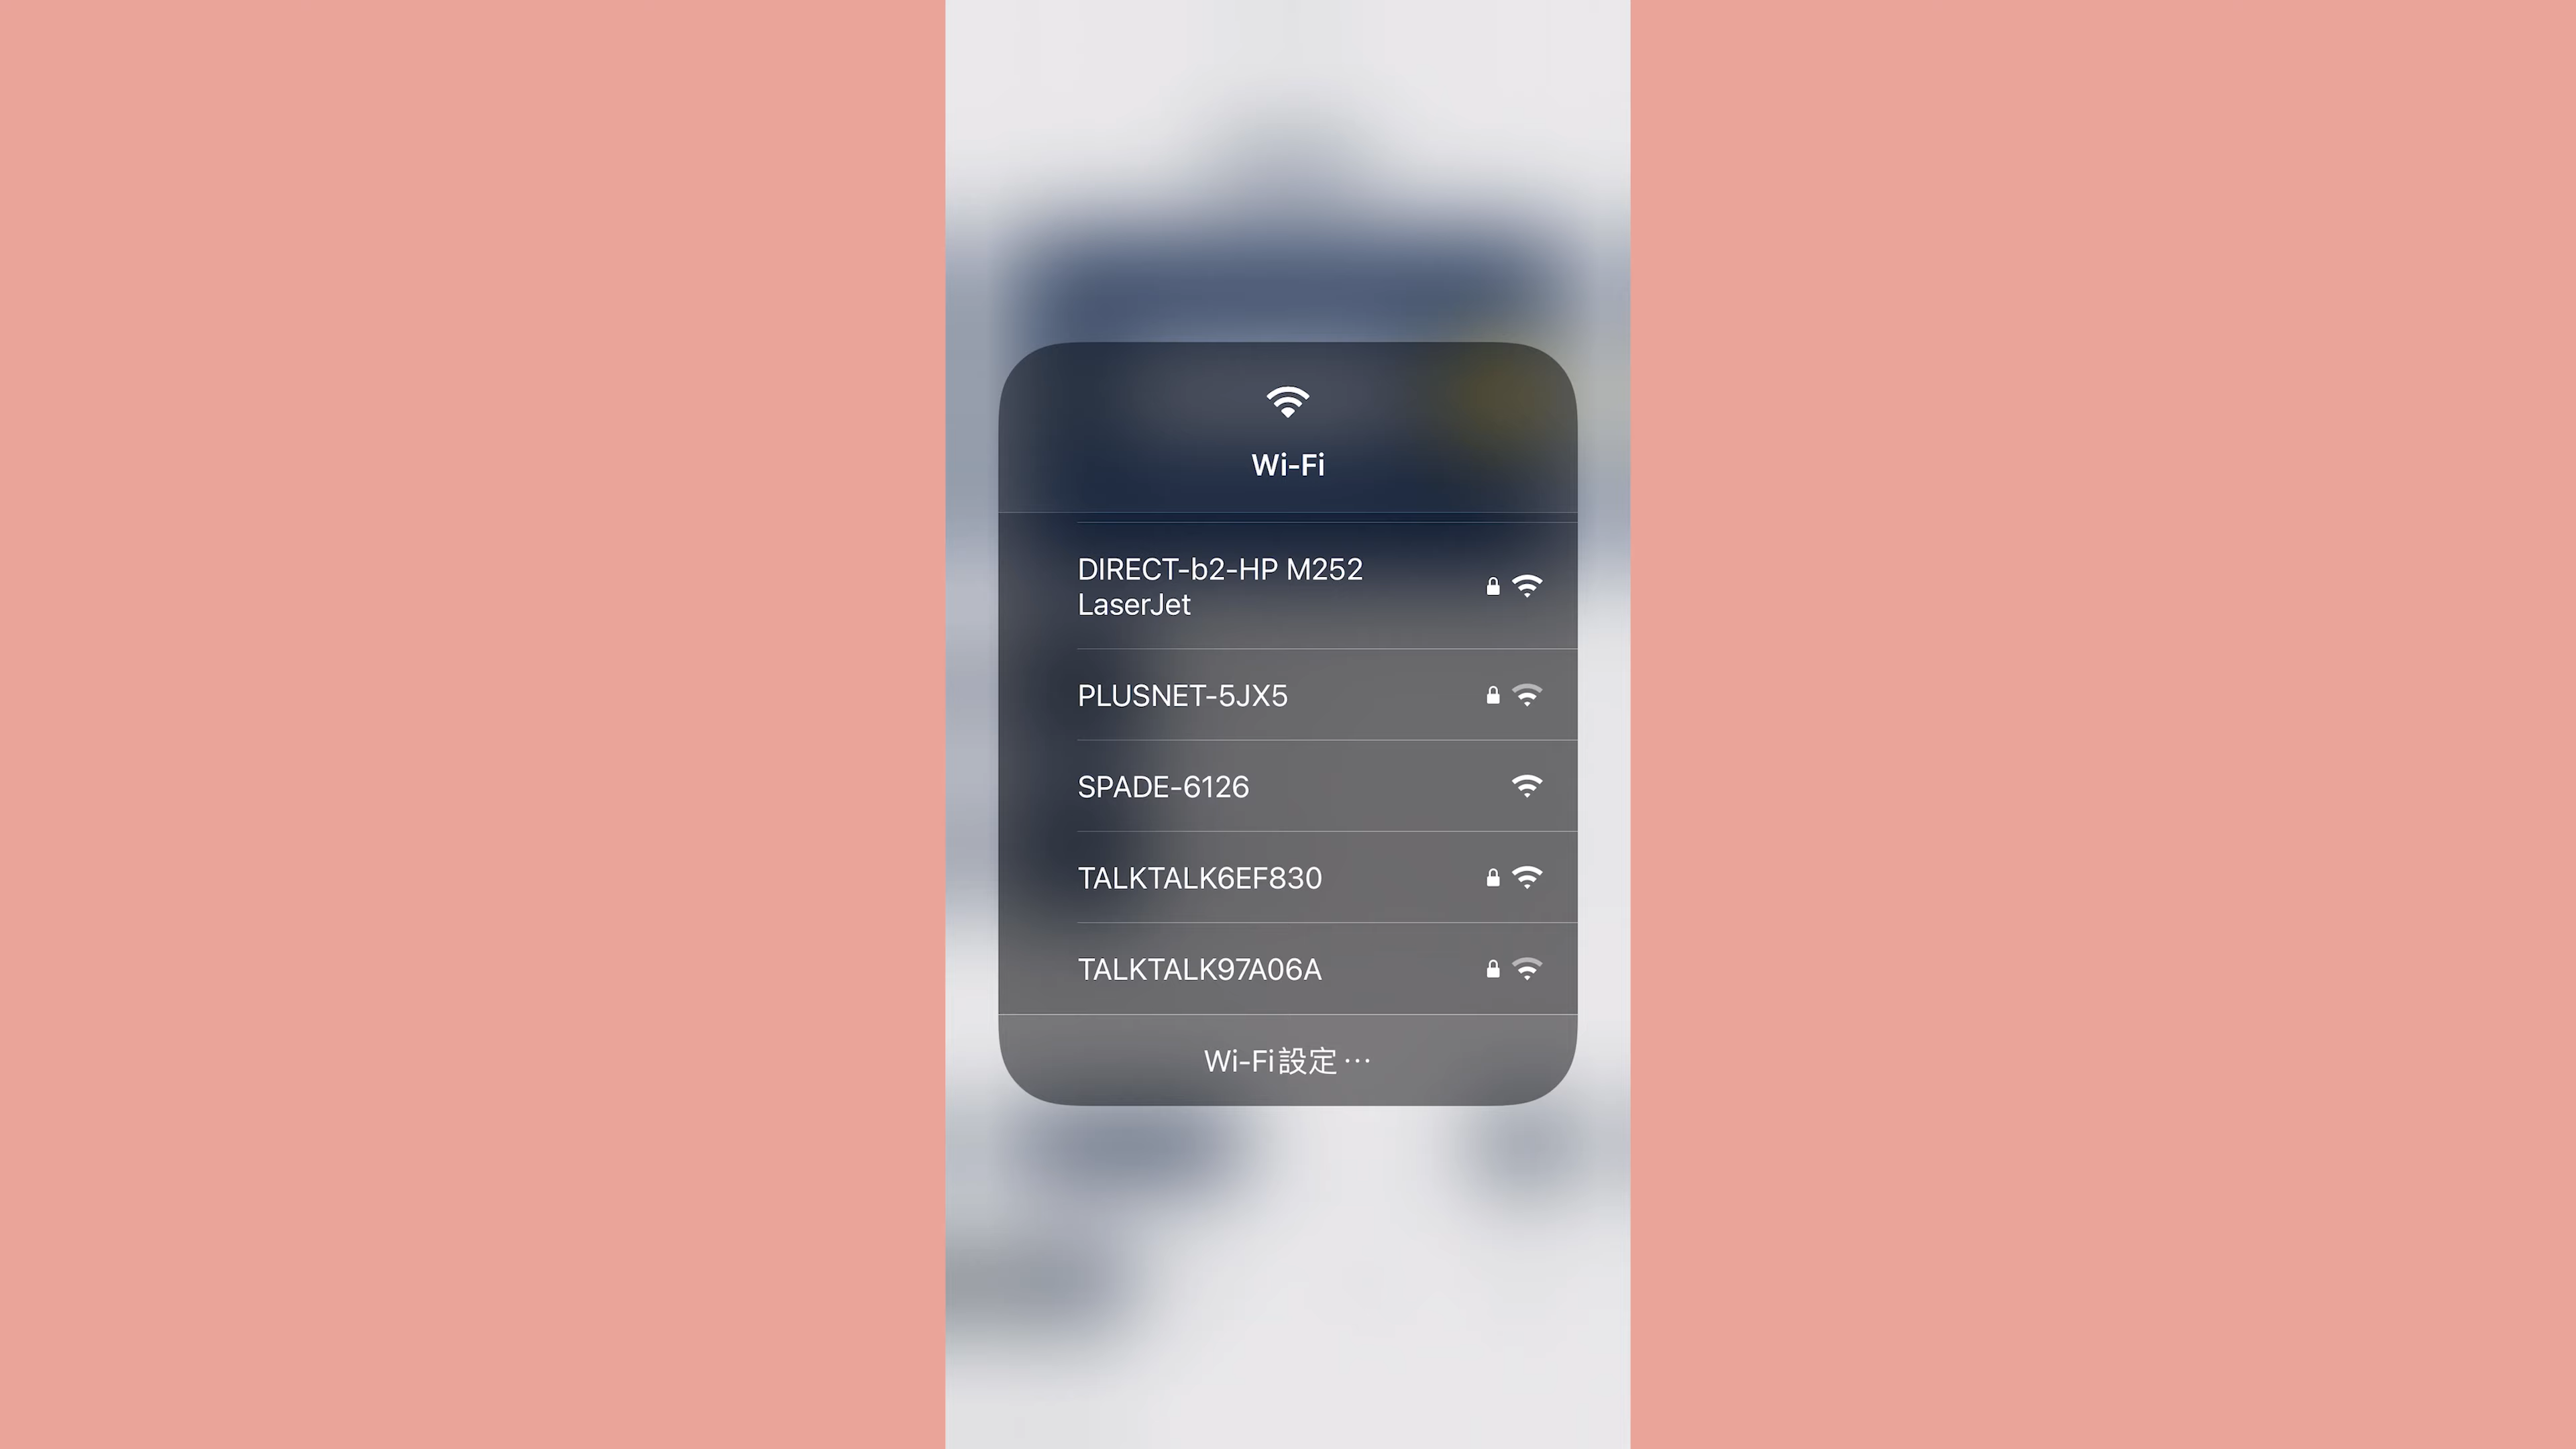 Wi-Fi
DIRECT-b2-HP M252
LaserJet
PLUSNET-5JX5
SPADE-6126
TALKTALK6EF830
TALKTALK97A06A
Wi-Fi設定…